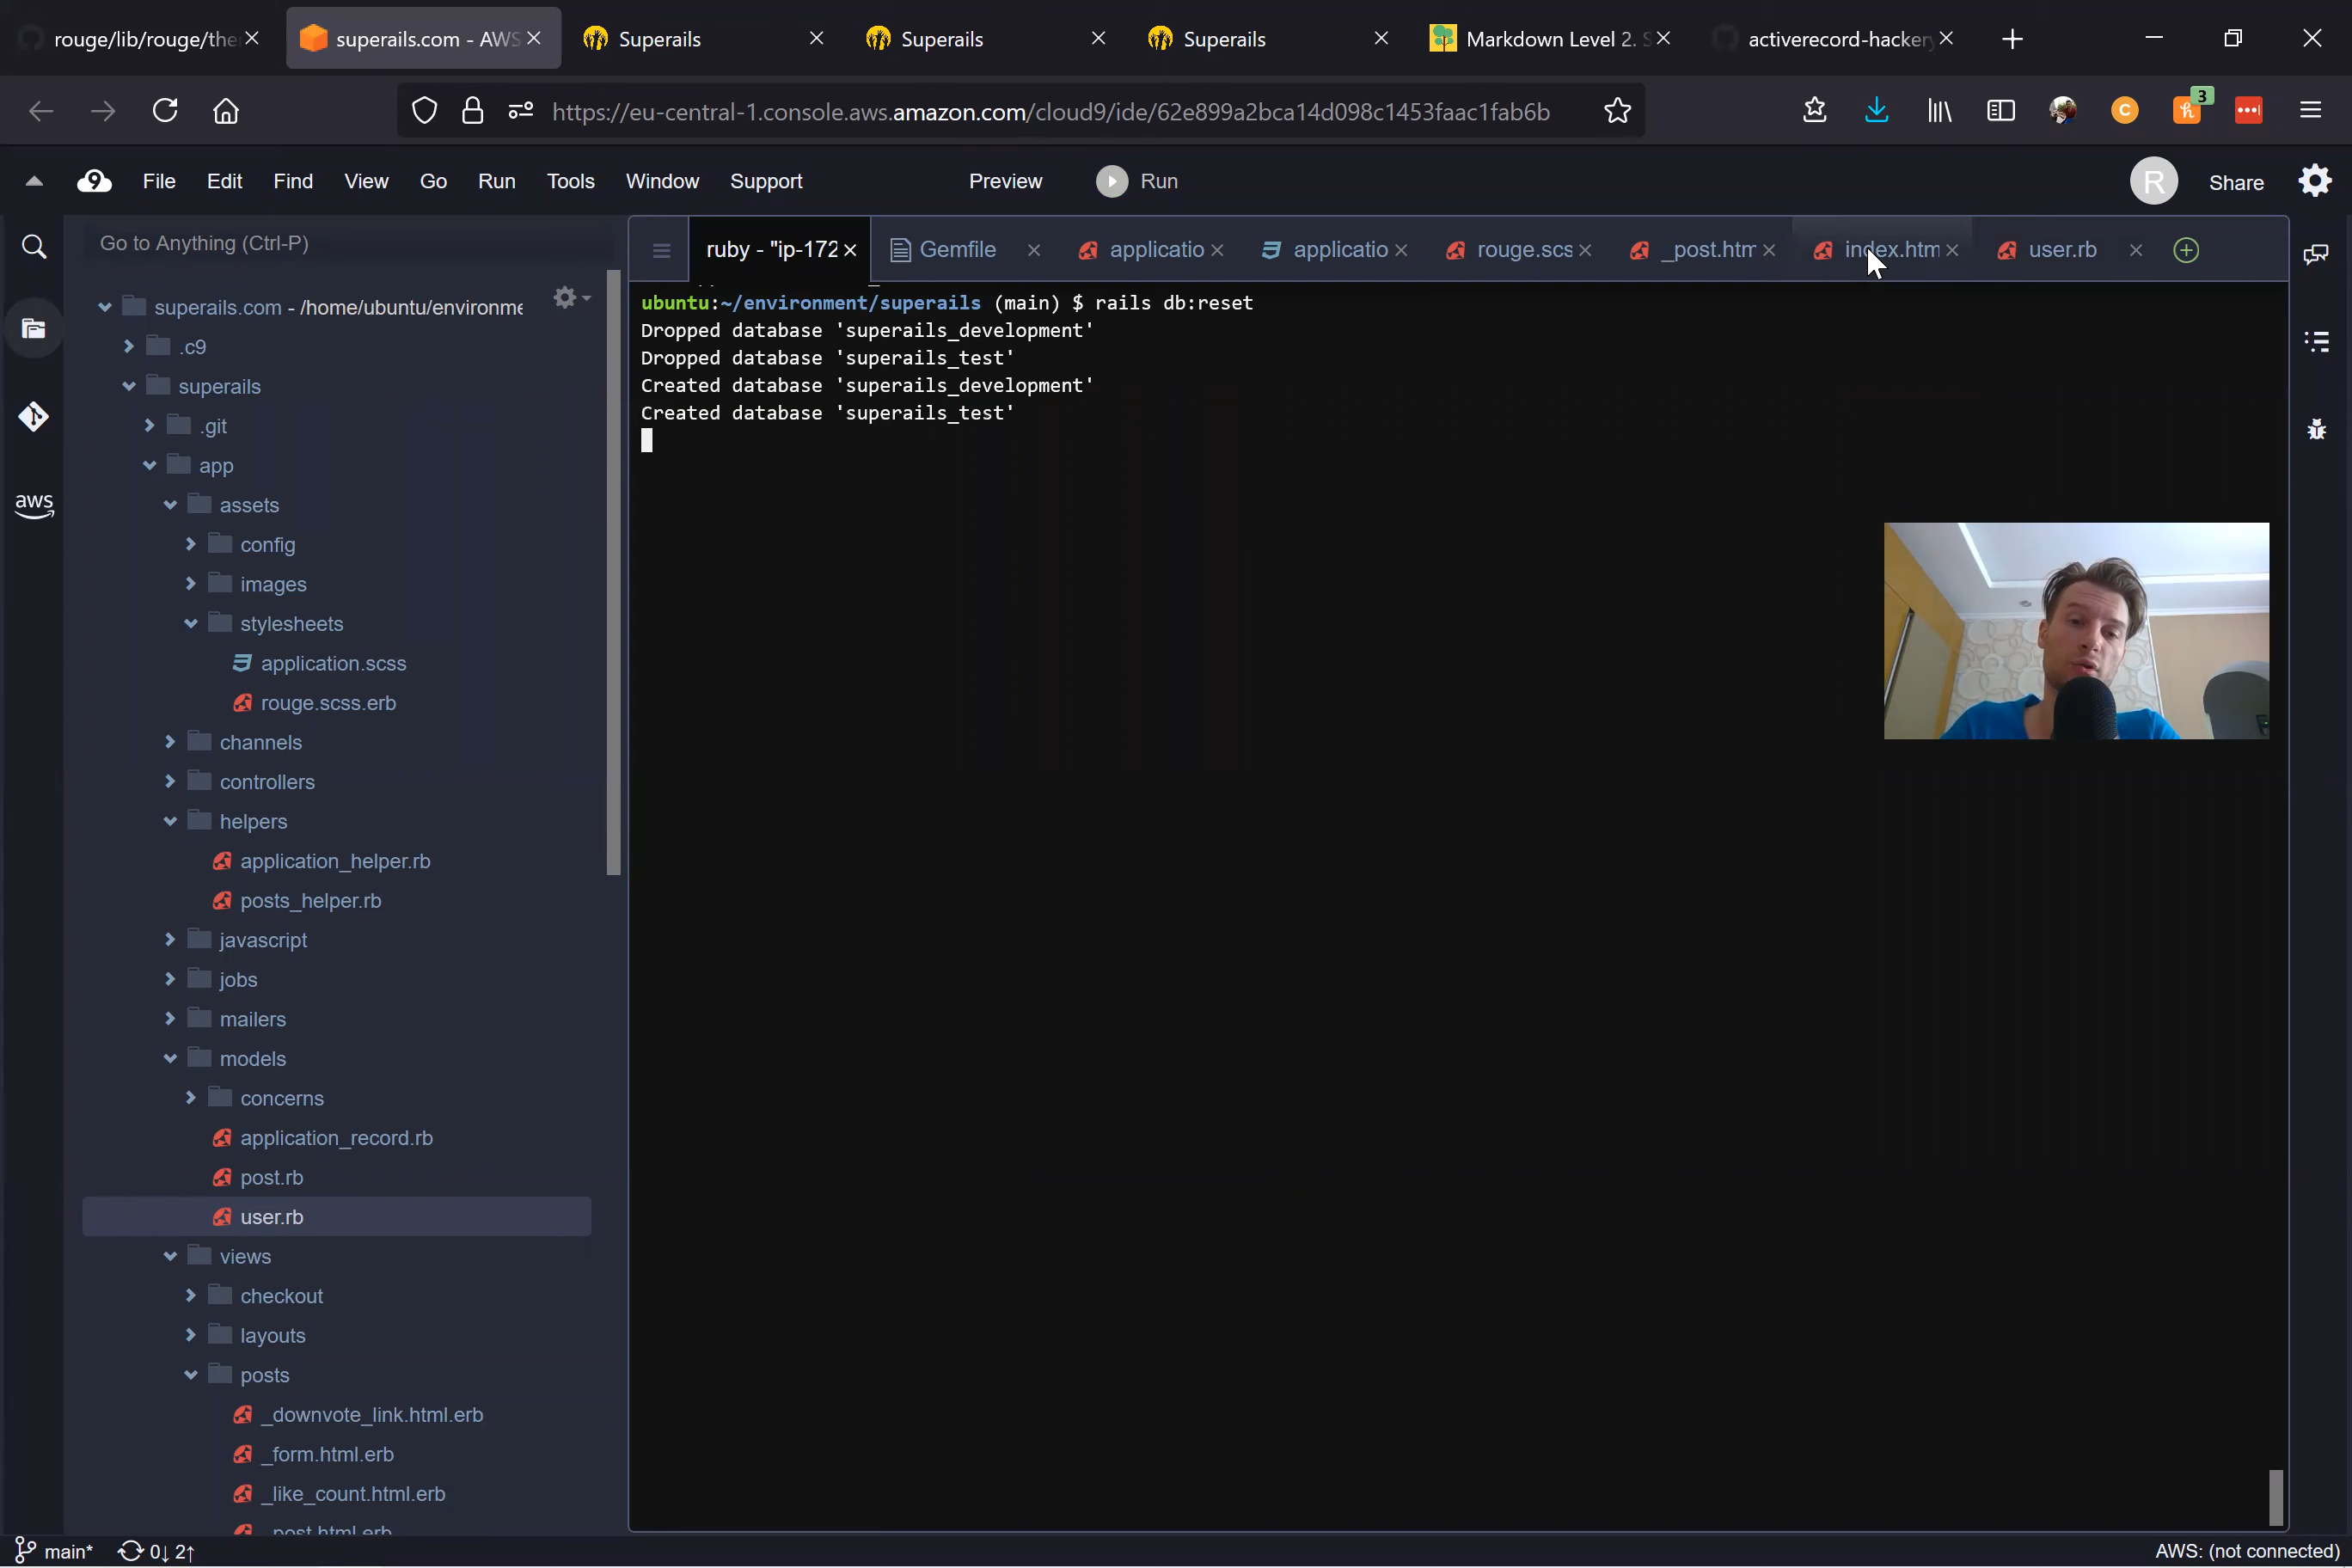 rouge/lib/rouge/the
superails.com - AWS
Superails
Superails
Superails
Markdown Level 2. S
activerecord-hackery
https://eu-central-1.console.aws.amazon.com/cloud9/ide/62e899a2bca14d098c1453faac1fab6b
C
h
3
9
File
Edit
Find
View
Go
Run
Tools
Window
Support
Preview
Run
R
Share
Go to Anything (Ctrl-P)
ruby - "ip-172
Gemfile
applicatio
applicatio
rouge.scs
_post.htm
index.htm
user.rb
superails.com - /home/ubuntu/environme
.c9
superails
.git
app
assets
config
images
stylesheets
application.scss
rouge.scss.erb
channels
controllers
helpers
application_helper.rb
posts_helper.rb
javascript
jobs
mailers
models
concerns
application_record.rb
post.rb
user.rb
views
checkout
layouts
posts
_downvote_link.html.erb
_form.html.erb
_like_count.html.erb
_post.html.erb
aws
ubuntu:~/environment/superails (main) $ rails db:reset
Dropped database 'superails_development'
Dropped database 'superails_test'
Created database 'superails_development'
Created database 'superails_test'
main*
0↓ 2↑
AWS: (not connected)